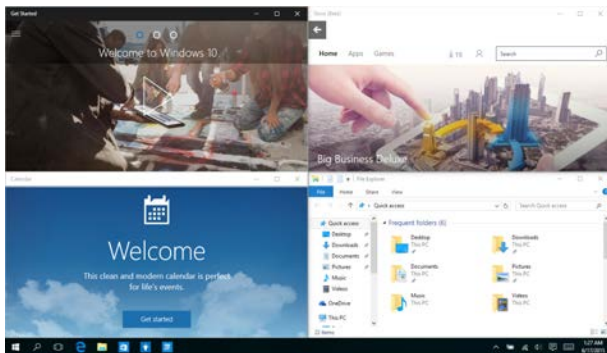 Get Started
Welcome to Windows 10
Store (Beta)
Home Apps Games
Search
Big Business Deluxe
Calendar
Welcome
This clean and modern calendar is perfect
for life's events.
Get started
File Explorer
File Home Share View
Quick access
Search Quick access
Quick access
Desktop
Downloads
Documents
Pictures
Music
Videos
OneDrive
This PC
Frequent folders (6)
Desktop
This PC
Downloads
This PC
Documents
This PC
Pictures
This PC
Music
This PC
Videos
This PC
1:27 AM